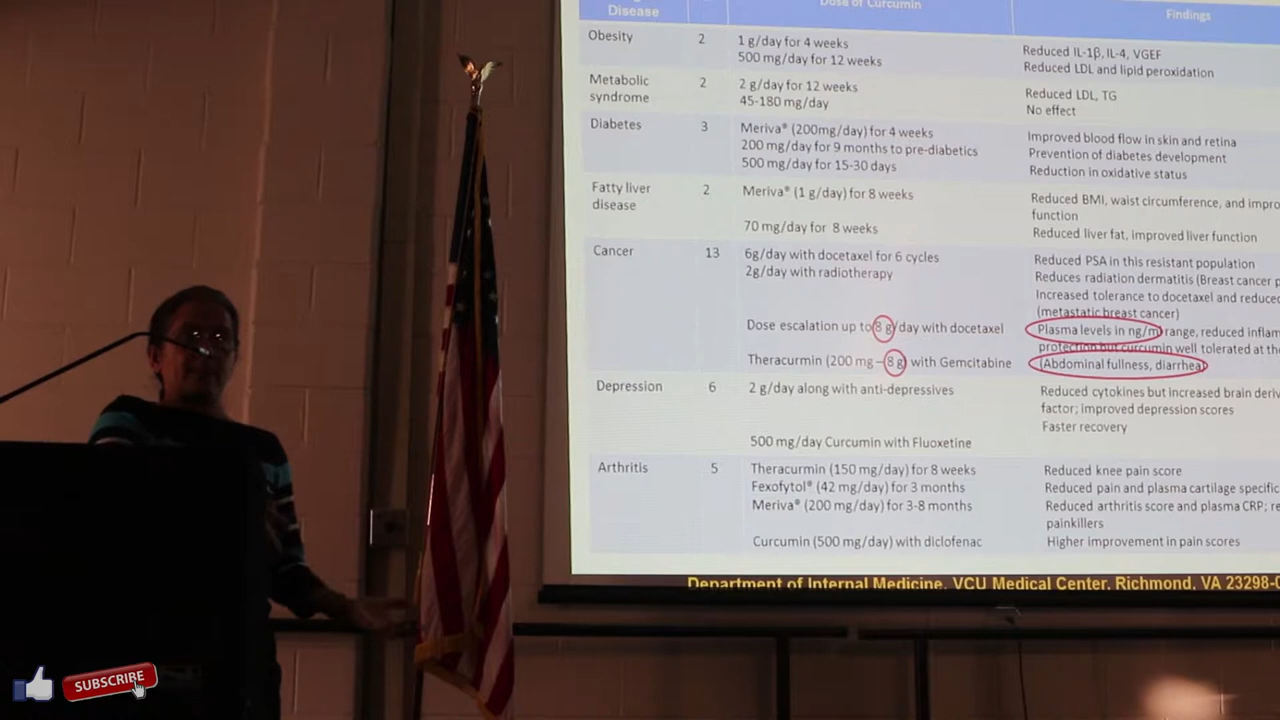 Disease
Dose of Curcumin
Findings
Obesity 2 1 g/day for 4 weeks Reduced IL-1β, IL-4, VGEF
500 mg/day for 12 weeks Reduced LDL and lipid peroxidation
Metabolic 2 2 g/day for 12 weeks Reduced LDL, TG
syndrome 45-180 mg/day No effect
Diabetes 3 Meriva® (200mg/day) for 4 weeks Improved blood flow in skin and retina
200 mg/day for 9 months to pre-diabetics Prevention of diabetes development
500 mg/day for 15-30 days Reduction in oxidative status
Fatty liver 2 Meriva® (1 g/day) for 8 weeks Reduced BMI, waist circumference, and impro
disease function
70 mg/day for 8 weeks Reduced liver fat, improved liver function
Cancer 13 6g/day with docetaxel for 6 cycles Reduced PSA in this resistant population
2g/day with radiotherapy Reduces radiation dermatitis (Breast cancer p
Increased tolerance to docetaxel and reduced
(metastatic breast cancer)
Dose escalation up to 8 g/day with docetaxel Plasma levels in ng/m range, reduced inflam
protection but curcumin well tolerated at the
Theracurmin (200 mg –8 g) with Gemcitabine (Abdominal fullness, diarrhea)
Depression 6 2 g/day along with anti-depressives Reduced cytokines but increased brain deriv
factor; improved depression scores
Faster recovery
500 mg/day Curcumin with Fluoxetine
Arthritis 5 Theracurmin (150 mg/day) for 8 weeks Reduced knee pain score
Fexofytol® (42 mg/day) for 3 months Reduced pain and plasma cartilage specific
Meriva® (200 mg/day) for 3-8 months Reduced arthritis score and plasma CRP; re
painkillers
Curcumin (500 mg/day) with diclofenac Higher improvement in pain scores
Department of Internal Medicine, VCU Medical Center, Richmond, VA 23298-0
SUBSCRIBE